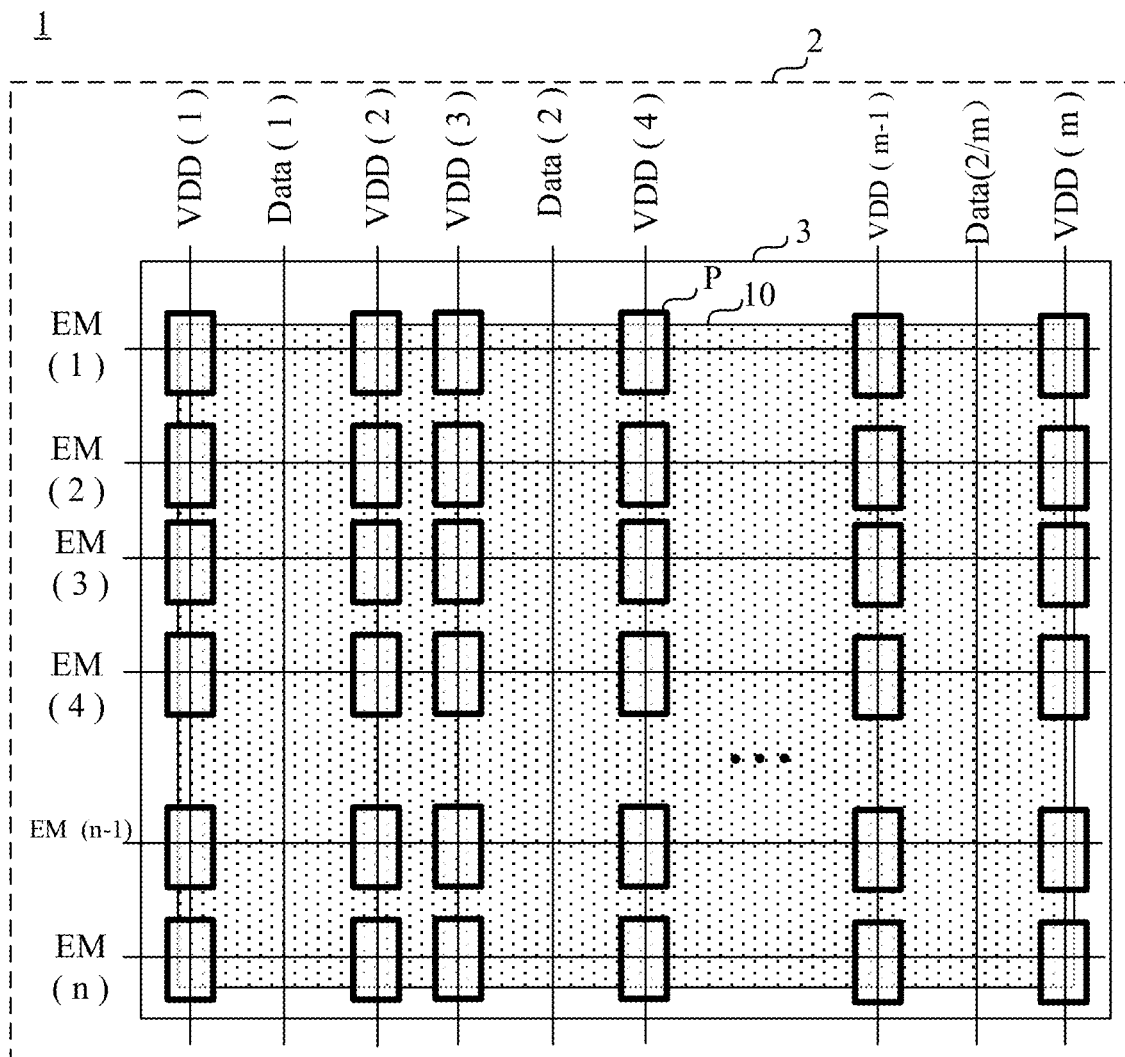 1
2
VDD ( 1 )
Data ( 1 )
VDD ( 2 )
VDD ( 3 )
Data ( 2 )
VDD ( 4 )
VDD ( m-1 )
Data(2/m)
VDD ( m )
3
P
10
EM
( 1 )
EM
( 2 )
EM
( 3 )
EM
( 4 )
EM (n-1)
EM
( n )